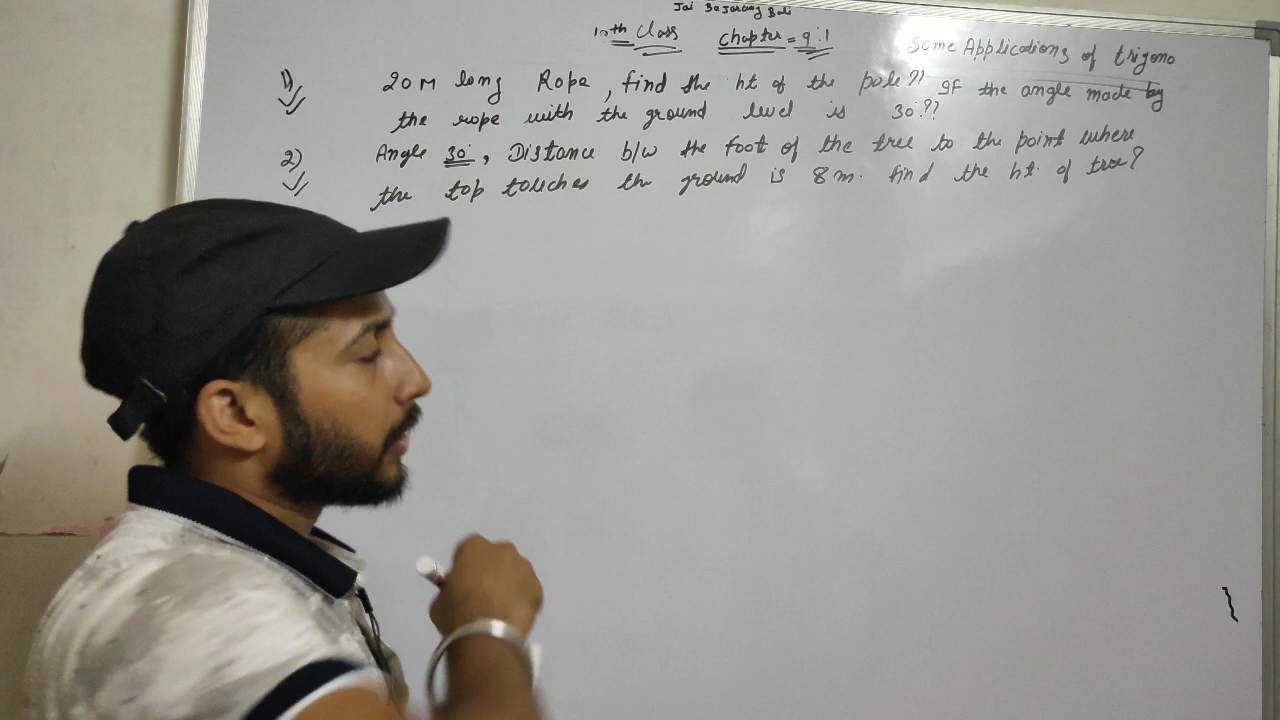 Jai Bajarang Bali
10th Class chapter = 9.1 Some Applications of trigono
1) 20M long Rope, find the ht of the pole?? If the angle made by
the rope with the ground level is 30°??
2) Angle 30°, Distance b/w the foot of the tree to the point where
the top touches the ground is 8m. find the ht. of tree?